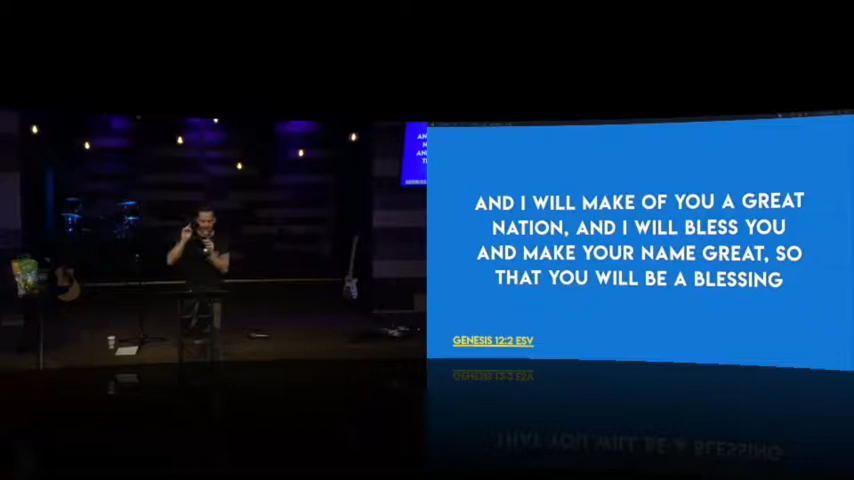 AND I WILL MAKE OF YOU A GREAT
NATION, AND I WILL BLESS YOU
AND MAKE YOUR NAME GREAT, SO
THAT YOU WILL BE A BLESSING
GENESIS 12:2 ESV